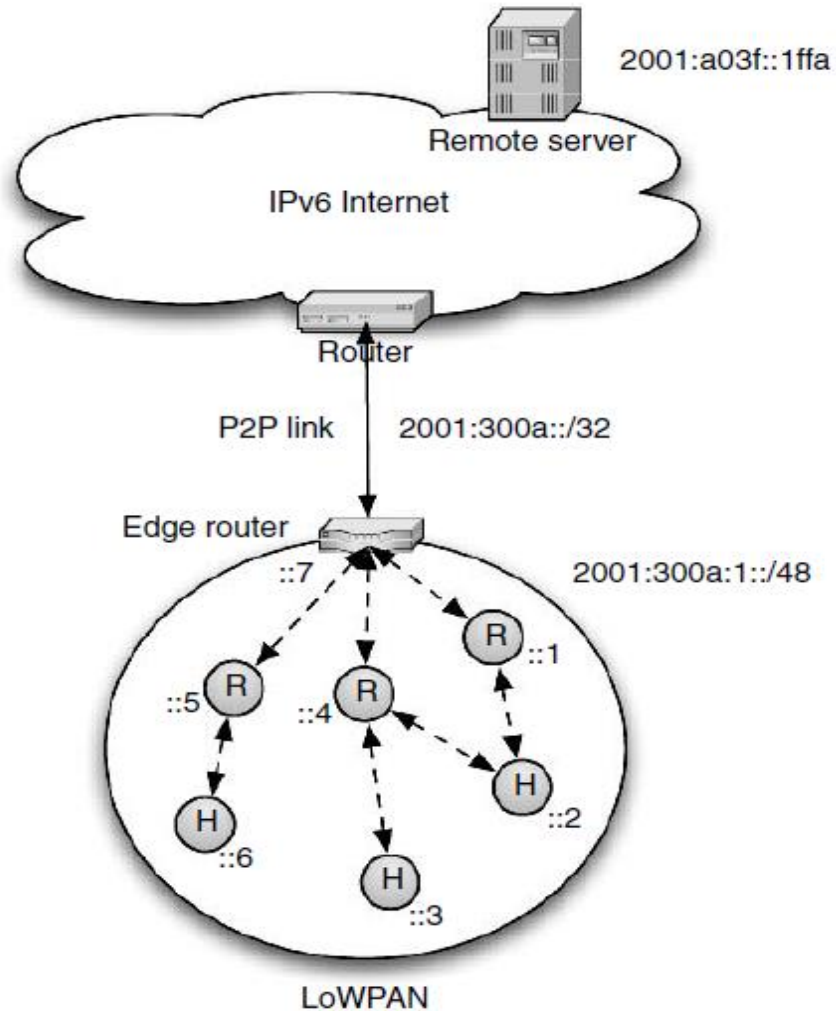 2001:a03f::1ffa
Remote server
IPv6 Internet
Router
P2P link
2001:300a::/32
Edge router
::7
2001:300a:1::/48
R
::1
R
::5
R
::4
H
::2
H
::6
H
::3
LoWPAN